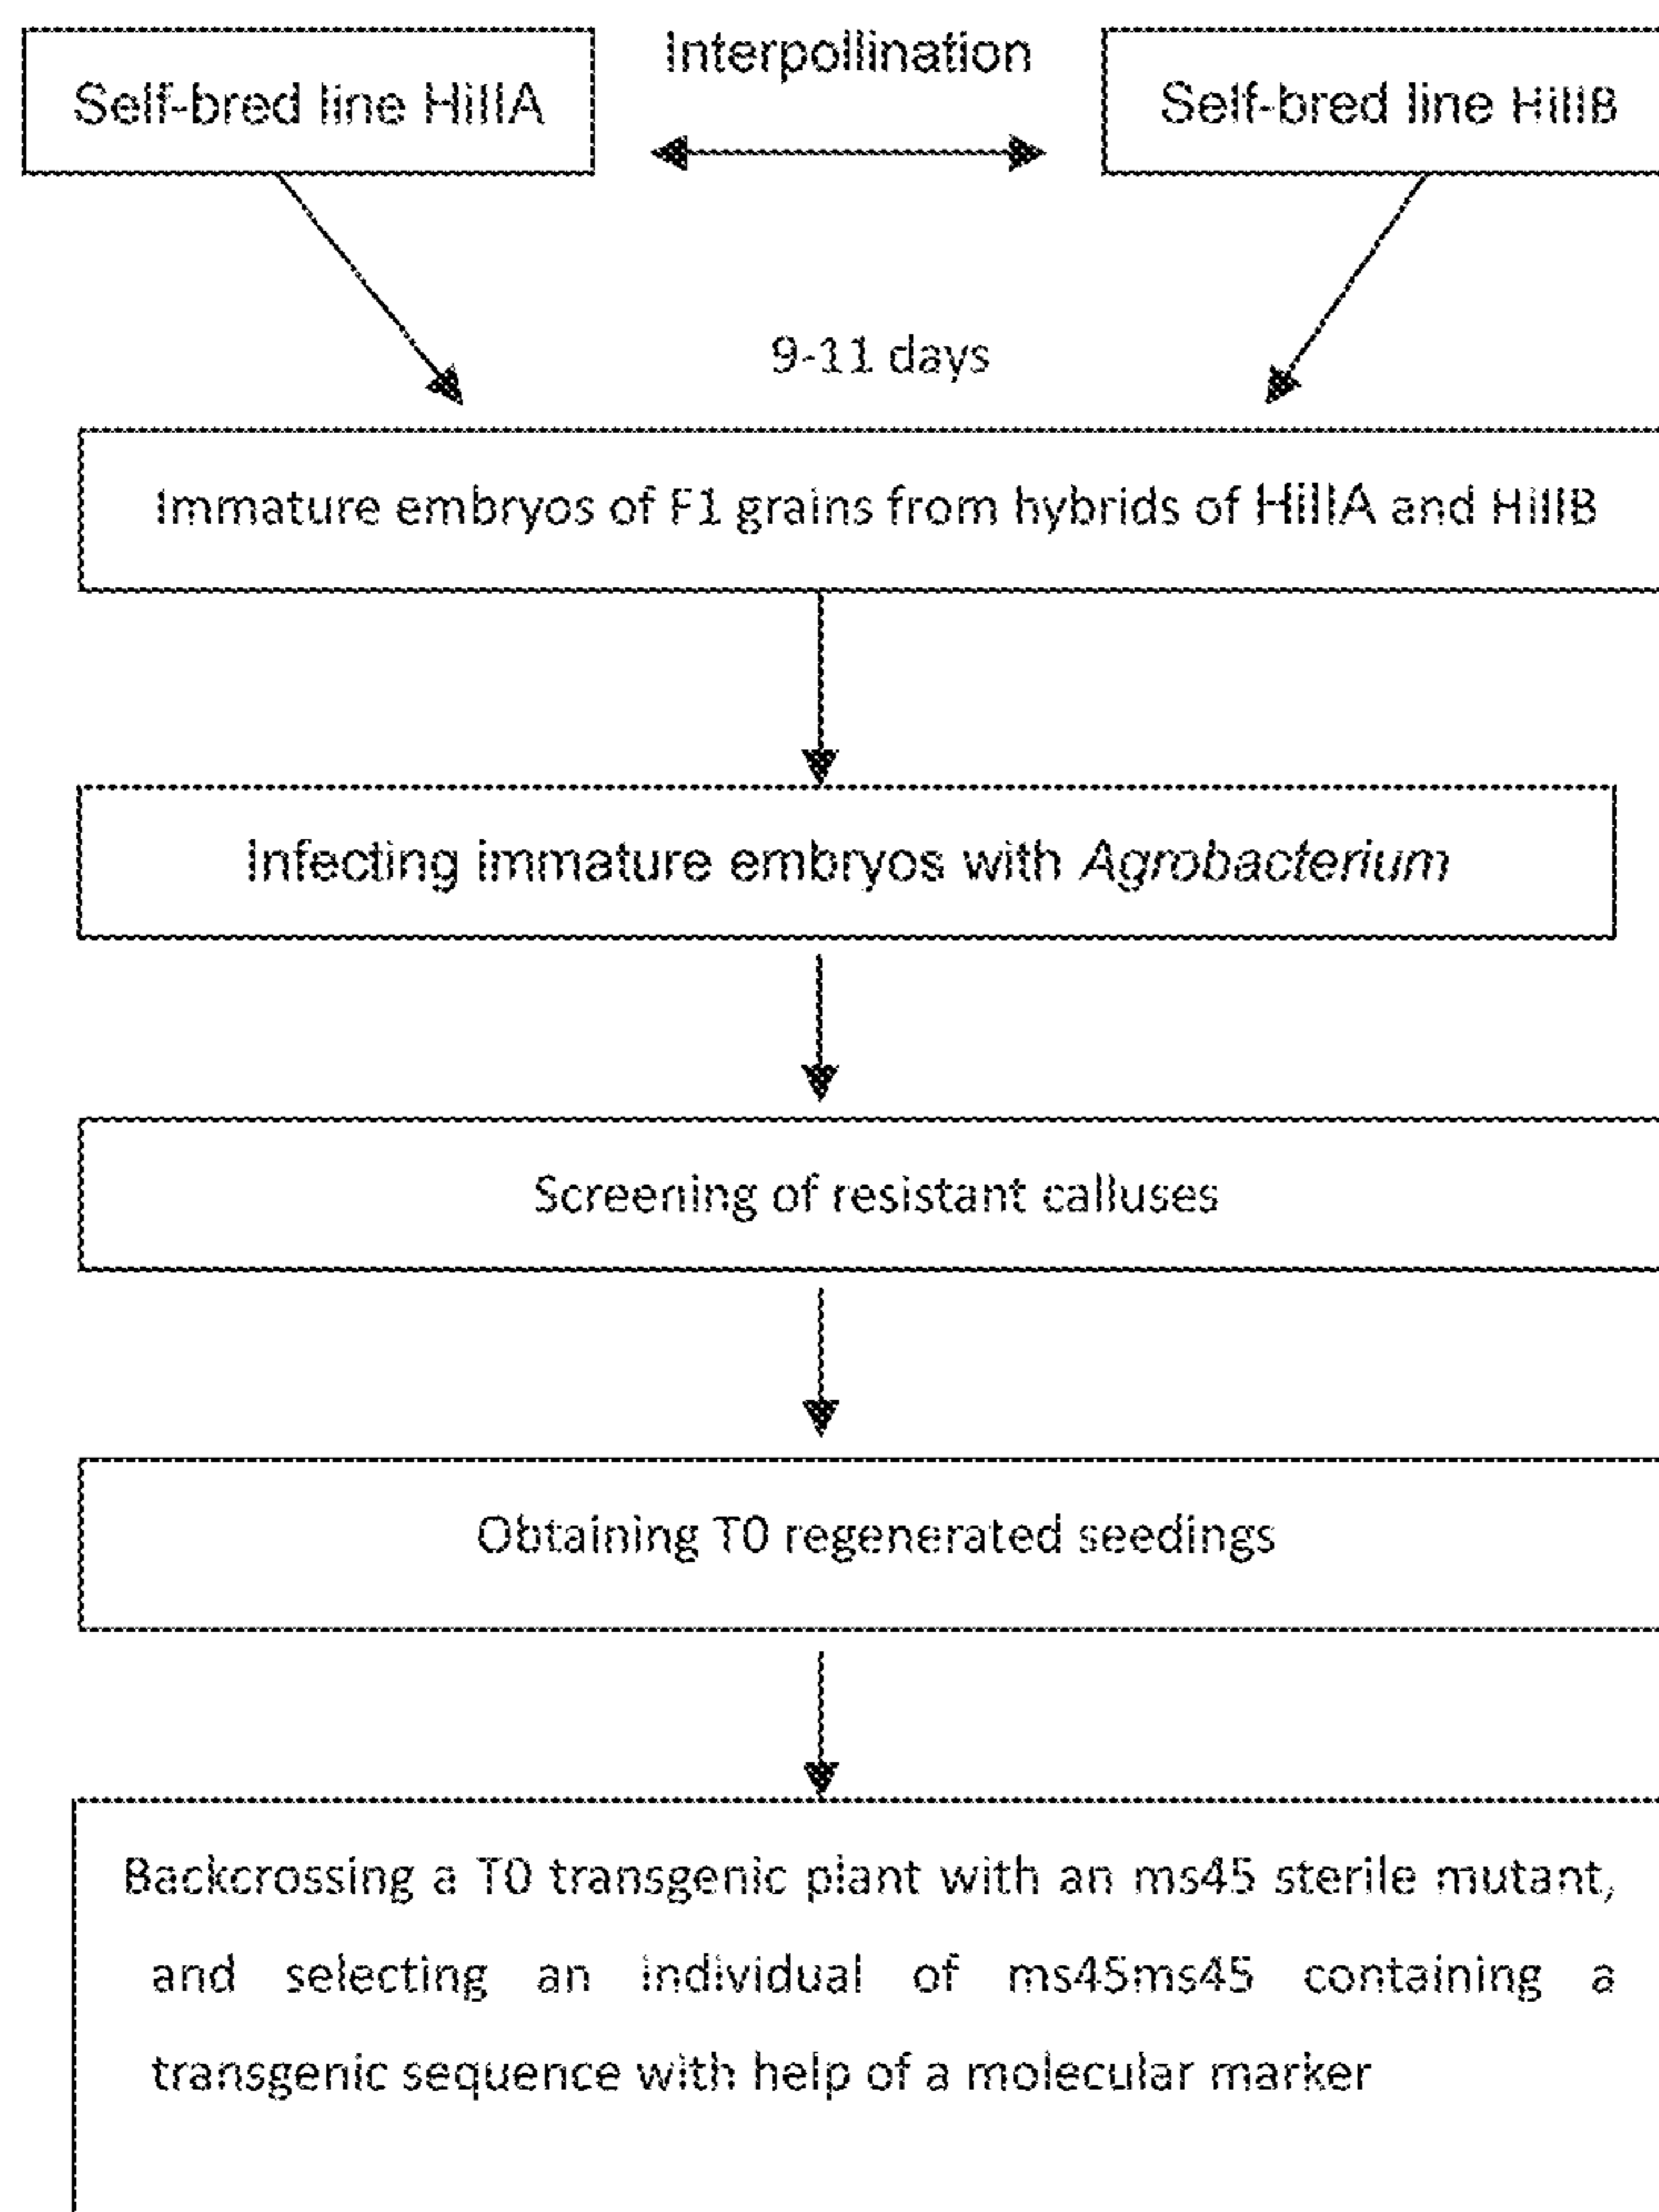 Interpollination
Self-bred line HiIIA
Self-bred line HiIIB
9-11 days
Immature embryos of F1 grains from hybrids of HiIIA and HiIIB
Infecting immature embryos with Agrobacterium
Screening of resistant calluses
Obtaining T0 regenerated seedings
Backcrossing a T0 transgenic plant with an ms45 sterile mutant,
and selecting an individual of ms45ms45 containing a
transgenic sequence with help of a molecular marker